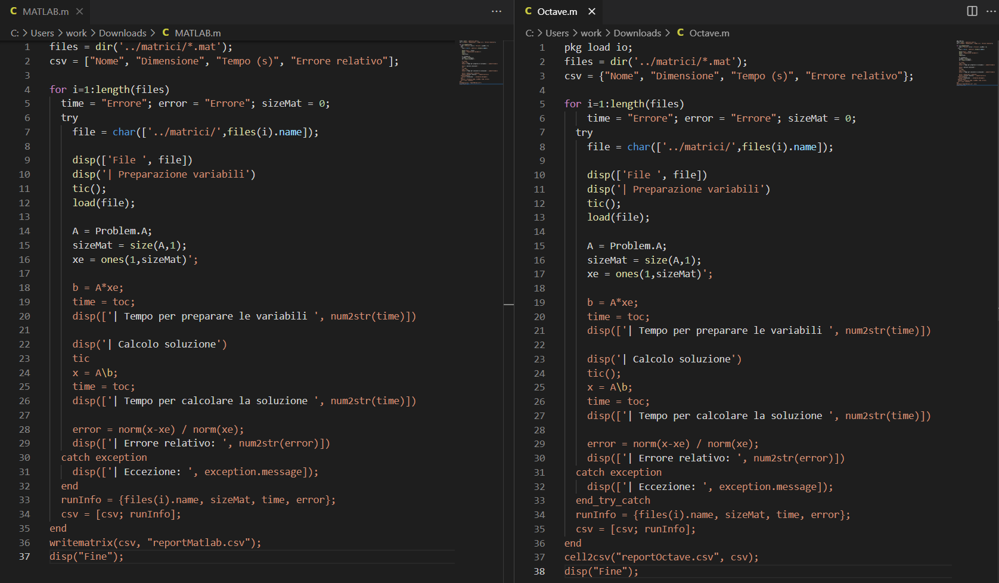 C MATLAB.m ×
C: > Users > work > Downloads > C MATLAB.m
1 files = dir('../matrici/*.mat');
2 csv = ["Nome", "Dimensione", "Tempo (s)", "Errore relativo"];
3
4 for i=1:length(files)
5 time = "Errore"; error = "Errore"; sizeMat = 0;
6 try
7 file = char(['../matrici/',files(i).name]);
8
9 disp(['File ', file])
10 disp('| Preparazione variabili')
11 tic();
12 load(file);
13
14 A = Problem.A;
15 sizeMat = size(A,1);
16 xe = ones(1,sizeMat)';
17
18 b = A*xe;
19 time = toc;
20 disp(['| Tempo per preparare le variabili ', num2str(time)])
21
22 disp('| Calcolo soluzione')
23 tic
24 x = A\b;
25 time = toc;
26 disp(['| Tempo per calcolare la soluzione ', num2str(time)])
27
28 error = norm(x-xe) / norm(xe);
29 disp(['| Errore relativo: ', num2str(error)])
30 catch exception
31 disp(['| Eccezione: ', exception.message]);
32 end
33 runInfo = {files(i).name, sizeMat, time, error};
34 csv = [csv; runInfo];
35 end
36 writematrix(csv, "reportMatlab.csv");
37 disp("Fine");
C Octave.m ×
C: > Users > work > Downloads > C Octave.m
1 pkg load io;
2 files = dir('../matrici/*.mat');
3 csv = {"Nome", "Dimensione", "Tempo (s)", "Errore relativo"};
4
5 for i=1:length(files)
6 time = "Errore"; error = "Errore"; sizeMat = 0;
7 try
8 file = char(['../matrici/',files(i).name]);
9
10 disp(['File ', file])
11 disp('| Preparazione variabili')
12 tic();
13 load(file);
14
15 A = Problem.A;
16 sizeMat = size(A,1);
17 xe = ones(1,sizeMat)';
18
19 b = A*xe;
20 time = toc;
21 disp(['| Tempo per preparare le variabili ', num2str(time)])
22
23 disp('| Calcolo soluzione')
24 tic();
25 x = A\b;
26 time = toc;
27 disp(['| Tempo per calcolare la soluzione ', num2str(time)])
28
29 error = norm(x-xe) / norm(xe);
30 disp(['| Errore relativo: ', num2str(error)])
31 catch exception
32 disp(['| Eccezione: ', exception.message]);
33 end_try_catch
34 runInfo = {files(i).name, sizeMat, time, error};
35 csv = [csv; runInfo];
36 end
37 cell2csv("reportOctave.csv", csv);
38 disp("Fine");